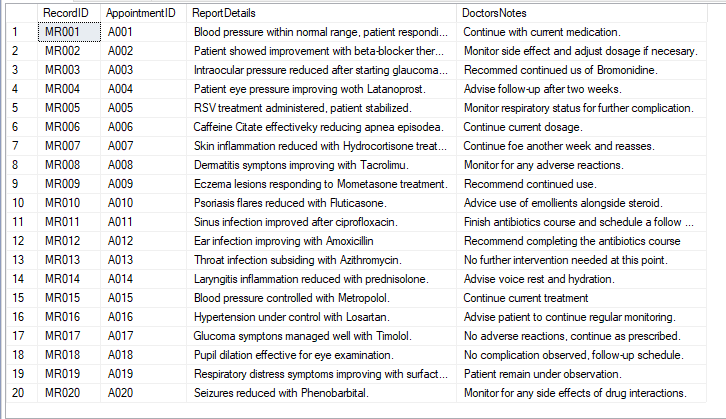 RecordID AppointmentID ReportDetails DoctorsNotes
1 MR001 A001 Blood pressure within normal range, patient respondi... Continue with current medication.
2 MR002 A002 Patient showed improvement with beta-blocker ther... Monitor side effect and adjust dosage if necesary.
3 MR003 A003 Intraocular pressure reduced after starting glaucoma... Recommed continued us of Bromonidine.
4 MR004 A004 Patient eye pressure improving woth Latanoprost. Advise follow-up after two weeks.
5 MR005 A005 RSV treatment administered, patient stabilized. Monitor respiratory status for further complication.
6 MR006 A006 Caffeine Citate effectiveky reducing apnea episodea. Continue current dosage.
7 MR007 A007 Skin inflammation reduced with Hydrocortisone treat... Continue foe another week and reasses.
8 MR008 A008 Dermatitis symptons improving with Tacrolimu. Monitor for any adverse reactions.
9 MR009 A009 Eczema lesions responding to Mometasone treatment. Recommend continued use.
10 MR010 A010 Psoriasis flares reduced with Fluticasone. Advice use of emollients alongside steroid.
11 MR011 A011 Sinus infection improved after ciprofloxacin. Finish antibiotics course and schedule a follow ...
12 MR012 A012 Ear infection improving with Amoxicillin Recommend completing the antibiotics course
13 MR013 A013 Throat infection subsiding with Azithromycin. No further intervention needed at this point.
14 MR014 A014 Laryngitis inflammation reduced with prednisolone. Advise voice rest and hydration.
15 MR015 A015 Blood pressure controlled with Metropolol. Continue current treatment
16 MR016 A016 Hypertension under control with Losartan. Advise patient to continue regular monitoring.
17 MR017 A017 Glucoma symptons managed well with Timolol. No adverse reactions, continue as prescribed.
18 MR018 A018 Pupil dilation effective for eye examination. No complication observed, follow-up schedule.
19 MR019 A019 Respiratory distress symptoms improving with surfact... Patient remain under observation.
20 MR020 A020 Seizures reduced with Phenobarbital. Monitor for any side effects of drug interactions.